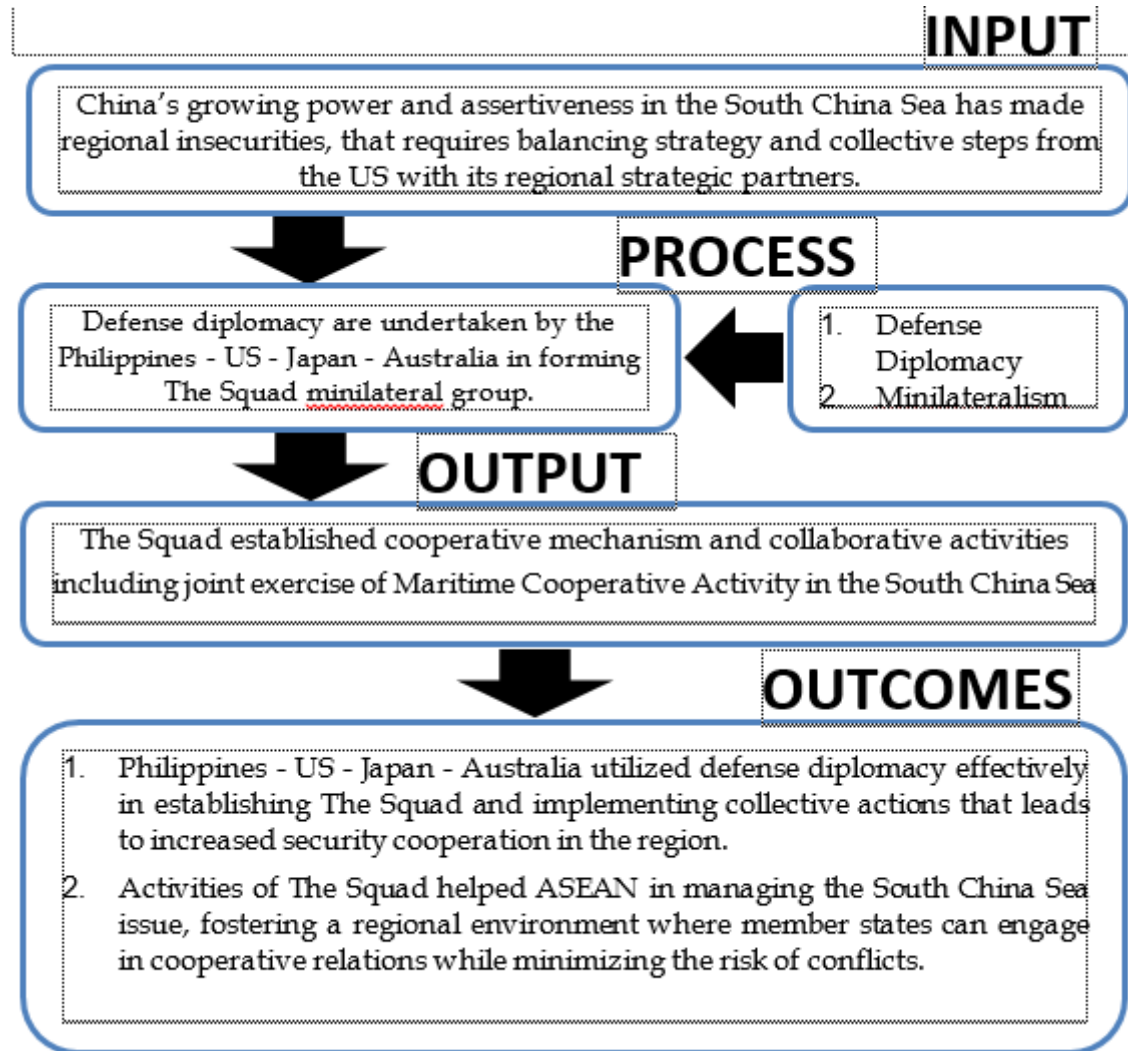 INPUT
China’s growing power and assertiveness in the South China Sea has made
regional insecurities, that requires balancing strategy and collective steps from
the US with its regional strategic partners.
PROCESS
Defense diplomacy are undertaken by the
Philippines - US - Japan - Australia in forming
The Squad minilateral group.
1. Defense
Diplomacy
2 Minilateralism
OUTPUT
The Squad established cooperative mechanism and collaborative activities
including joint exercise of Maritime Cooperative Activity in the South China Sea
OUTCOMES
1. Philippines - US - Japan - Australia utilized defense diplomacy effectively
in establishing The Squad and implementing collective actions that leads
to increased security cooperation in the region.
2. Activities of The Squad helped ASEAN in managing the South China Sea
issue, fostering a regional environment where member states can engage
in cooperative relations while minimizing the risk of conflicts.